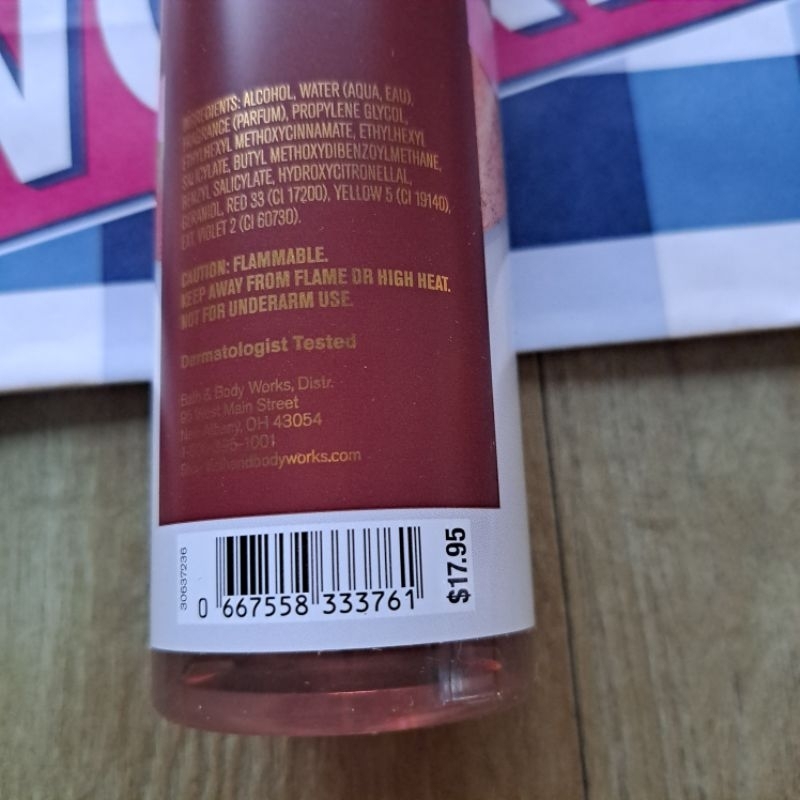 INGREDIENTS: ALCOHOL, WATER (AQUA, EAU),
FRAGRANCE (PARFUM), PROPYLENE GLYCOL,
ETHYLHEXYL METHOXYCINNAMATE, ETHYLHEXYL
SALICYLATE, BUTYL METHOXYDIBENZOYLMETHANE,
BENZYL SALICYLATE, HYDROXYCITRONELLAL,
GERANIOL, RED 33 (CI 17200), YELLOW 5 (CI 19140),
EXT. VIOLET 2 (CI 60730).
CAUTION: FLAMMABLE.
KEEP AWAY FROM FLAME OR HIGH HEAT.
NOT FOR UNDERARM USE.
Dermatologist Tested
Bath & Body Works, Distr.
95 West Main Street
New Albany, OH 43054
1001
bathandbodyworks.com
30637236
0 667558 333761
$17.95